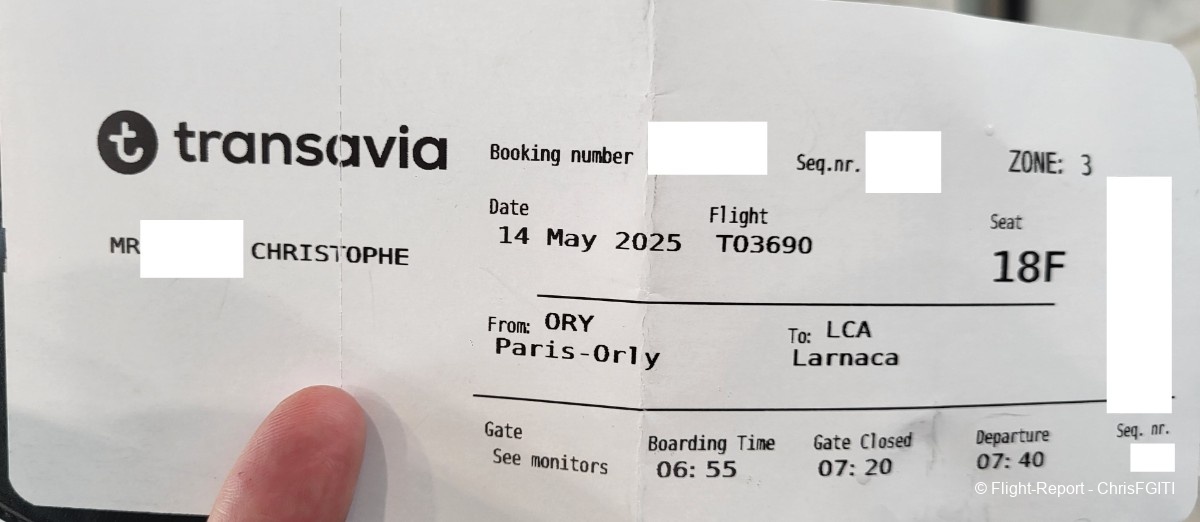 transavia
Booking number
Seq.nr.
ZONE: 3
MR CHRISTOPHE
Date
14 May 2025
Flight
TO3690
Seat
18F
From: ORY
Paris-Orly
To: LCA
Larnaca
Gate
See monitors
Boarding Time
06: 55
Gate Closed
07: 20
Departure
07: 40
Seq. nr.
© Flight-Report - ChrisFGITI